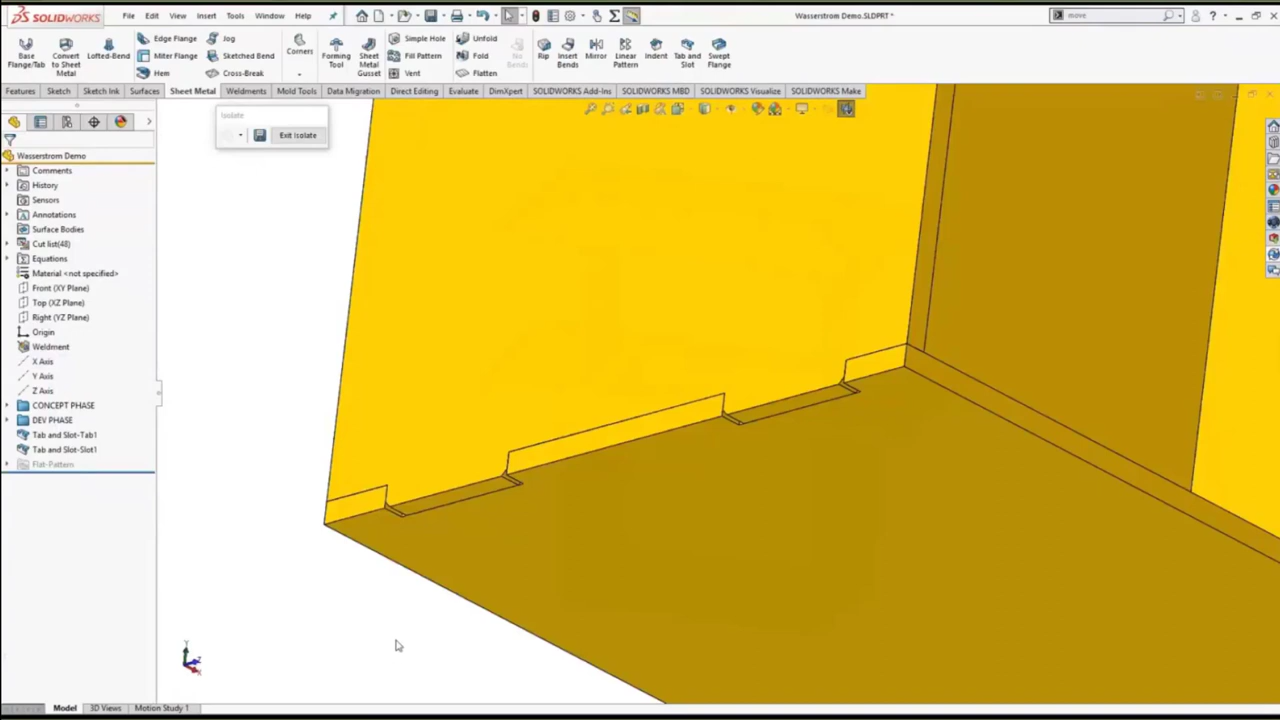 SOLIDWORKS File Edit View Insert Tools Window Help Wasserstrom Demo.SLDPRT * move
Base Flange/Tab Convert to Sheet Metal Lofted-Bend Edge Flange Miter Flange Hem Jog Sketched Bend Cross-Break Corners Forming Tool Sheet Metal Gusset Simple Hole Fill Pattern Vent Unfold Fold Flatten No Bends Rip Insert Bends Mirror Linear Pattern Indent Tab and Slot Swept Flange
Features Sketch Sketch Ink Surfaces Sheet Metal Weldments Mold Tools Data Migration Direct Editing Evaluate DimXpert SOLIDWORKS Add-Ins SOLIDWORKS MBD SOLIDWORKS Visualize SOLIDWORKS Make
Isolate
Exit Isolate
Wasserstrom Demo
Comments
History
Sensors
Annotations
Surface Bodies
Cut list(48)
Equations
Material <not specified>
Front (XY Plane)
Top (XZ Plane)
Right (YZ Plane)
Origin
Weldment
X Axis
Y Axis
Z Axis
CONCEPT PHASE
DEV PHASE
Tab and Slot-Tab1
Tab and Slot-Slot1
Flat-Pattern
Y
Z
X
Model 3D Views Motion Study 1